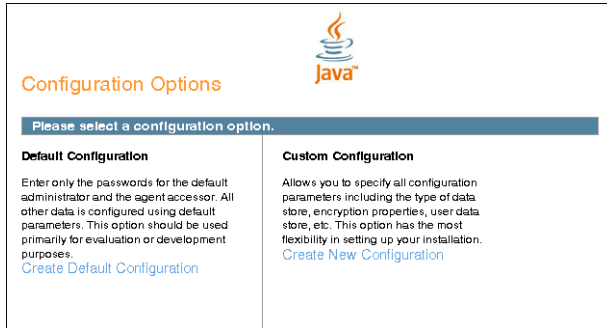 Java™
Configuration Options
Please select a configuration option.
Default Configuration
Enter only the passwords for the default
administrator and the agent accessor. All
other data is configured using default
parameters. This option should be used
primarily for evaluation or development
purposes.
Create Default Configuration
Custom Configuration
Allows you to specify all configuration
parameters including the type of data
store, encryption properties, user data
store, etc. This option has the most
flexibility in setting up your installation.
Create New Configuration